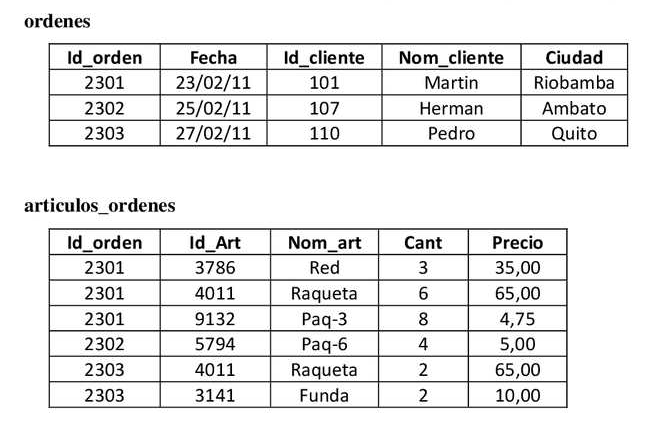 ordenes
Id_orden Fecha Id_cliente Nom_cliente Ciudad
2301 23/02/11 101 Martin Riobamba
2302 25/02/11 107 Herman Ambato
2303 27/02/11 110 Pedro Quito
articulos_ordenes
Id_orden Id_Art Nom_art Cant Precio
2301 3786 Red 3 35,00
2301 4011 Raqueta 6 65,00
2301 9132 Paq-3 8 4,75
2302 5794 Paq-6 4 5,00
2303 4011 Raqueta 2 65,00
2303 3141 Funda 2 10,00